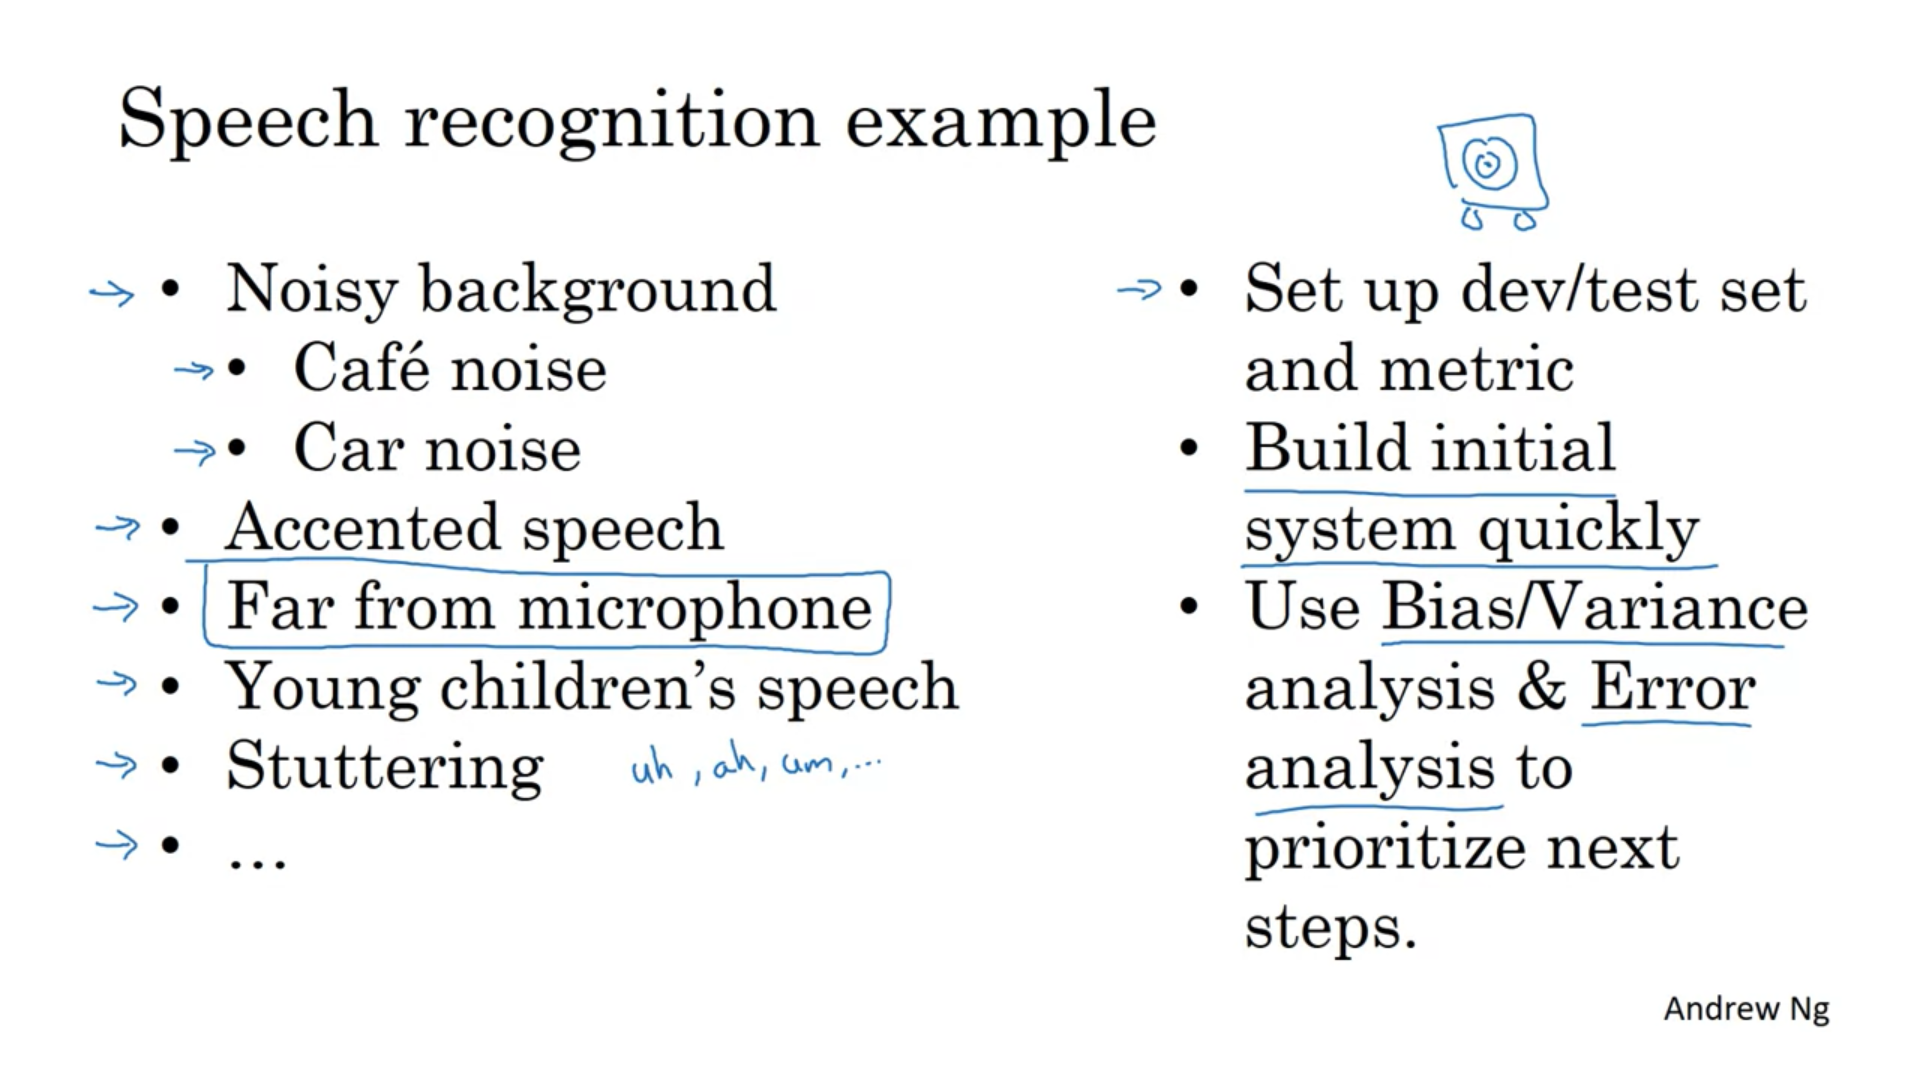 Speech recognition example
• Noisy background
• Café noise
• Car noise
• Accented speech
• Far from microphone
• Young children’s speech
• Stuttering uh, ah, um,...
• …
• Set up dev/test set
and metric
• Build initial
system quickly
• Use Bias/Variance
analysis & Error
analysis to
prioritize next
steps.
Andrew Ng